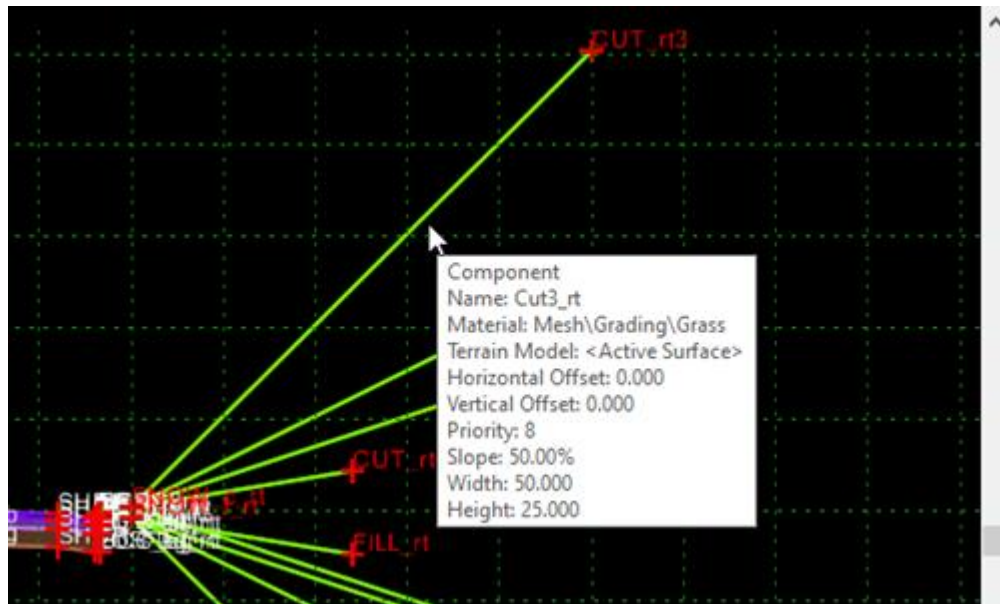 CUT_rt3
Component
Name: Cut3_rt
Material: Mesh\Grading\Grass
Terrain Model: <Active Surface>
Horizontal Offset: 0.000
Vertical Offset: 0.000
Priority: 8
Slope: 50.00%
Width: 50.000
Height: 25.000
CUT_rt
FILL_rt